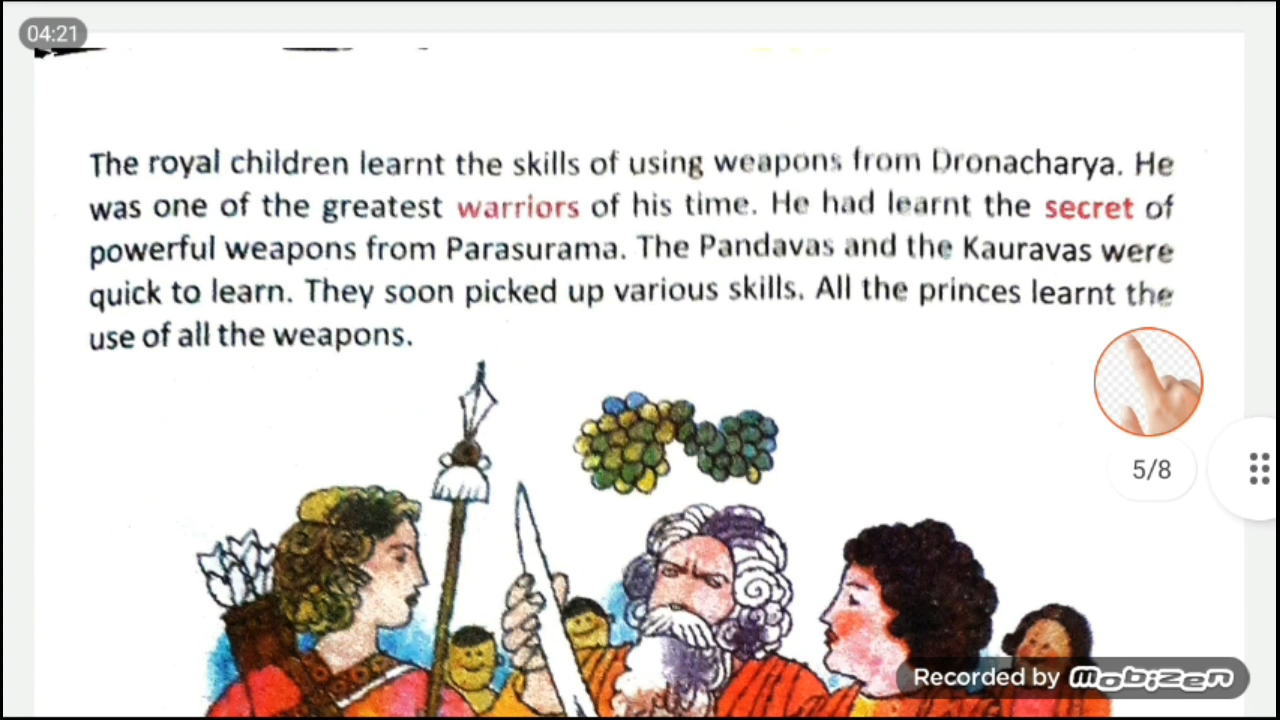 04:21
The royal children learnt the skills of using weapons from Dronacharya. He
was one of the greatest warriors of his time. He had learnt the secret of
powerful weapons from Parasurama. The Pandavas and the Kauravas were
quick to learn. They soon picked up various skills. All the princes learnt the
use of all the weapons.
5/8
Recorded by mobizen